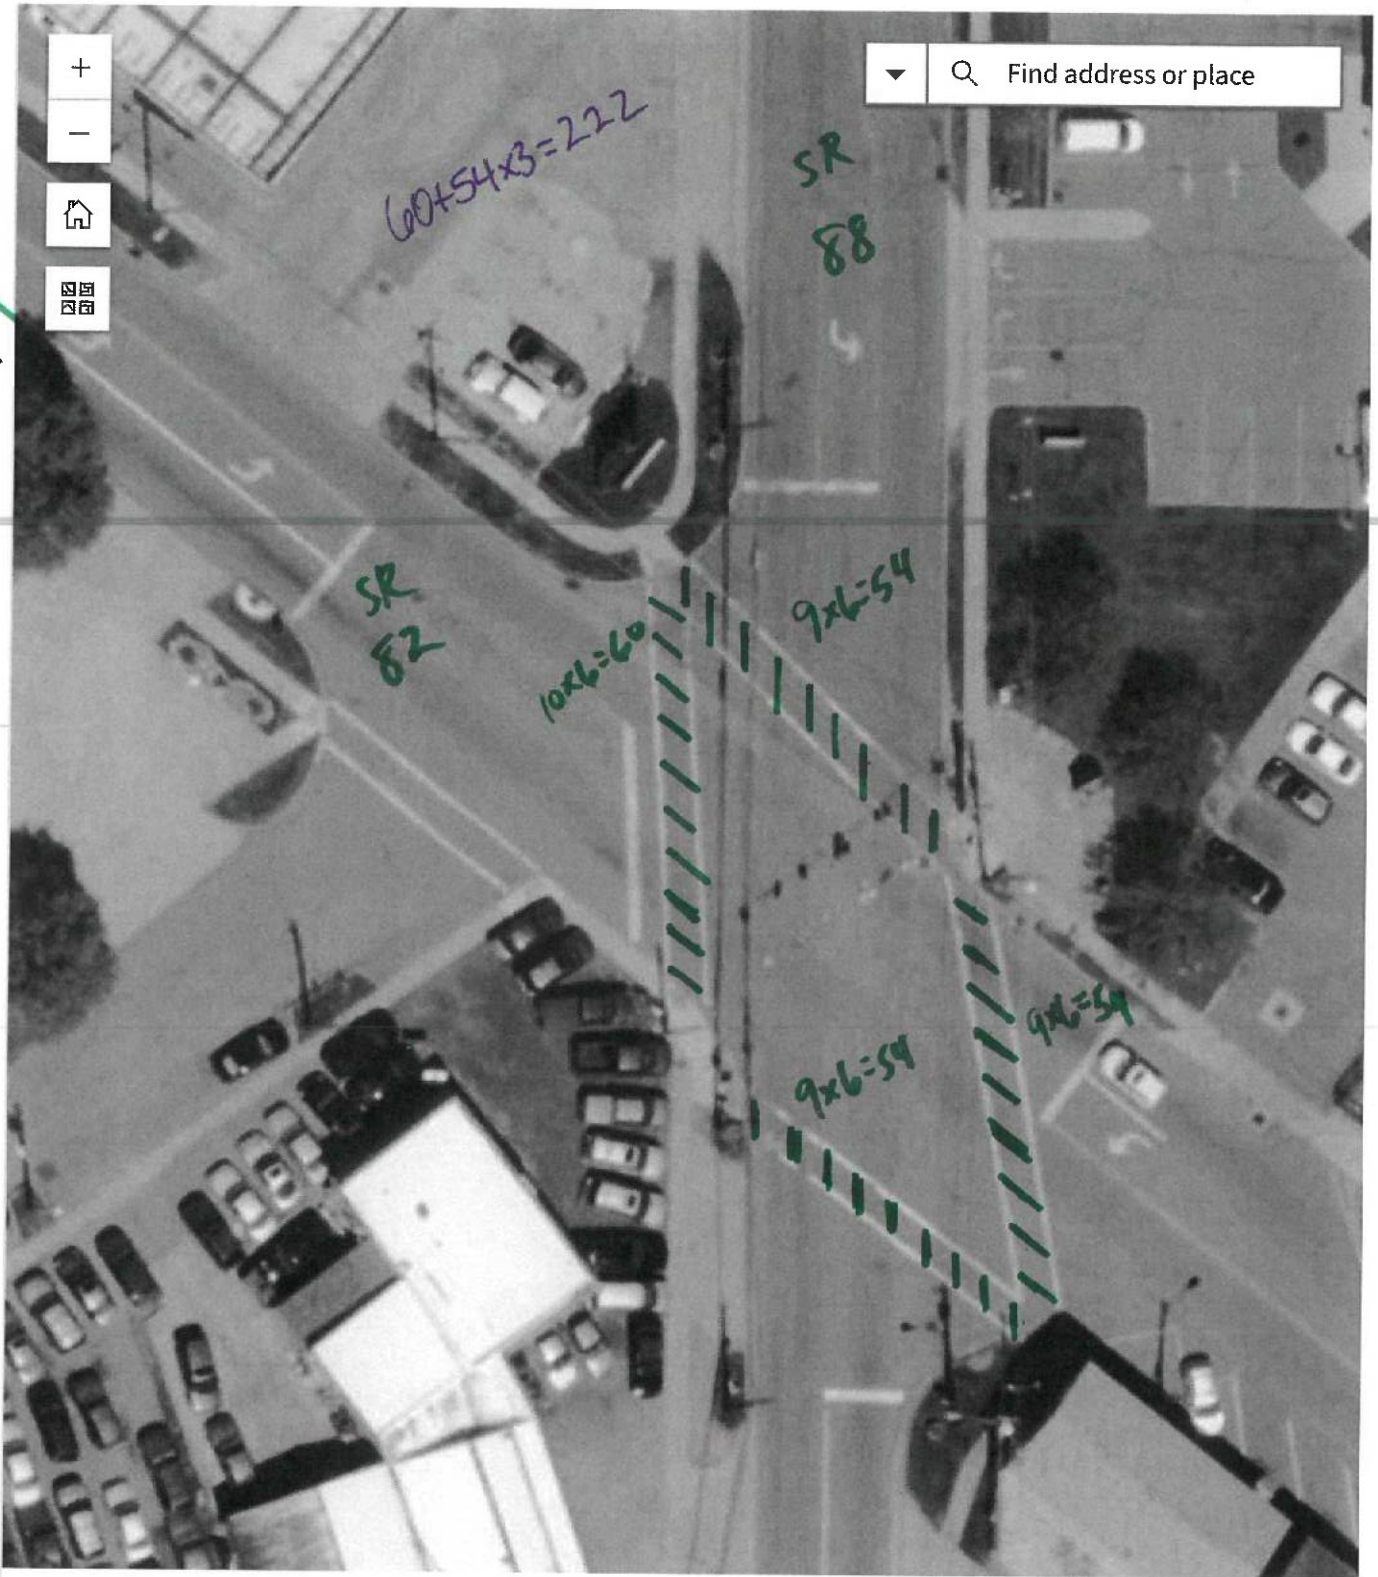 +
Find address or place
−
60+54x3=222
SR
88
SR
82
9x6=54
10x6=60
9x6=54
9x6=54